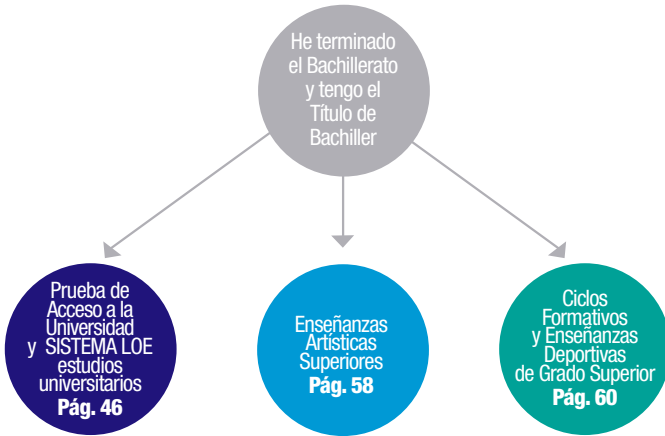 He terminado
el Bachillerato
y tengo el
Título de
Bachiller
Prueba de
Acceso a la
Universidad
y SISTEMA LOE
estudios
universitarios
Pág. 46
Enseñanzas
Artísticas
Superiores
Pág. 58
Ciclos
Formativos
y Enseñanzas
Deportivas
de Grado Superior
Pág. 60